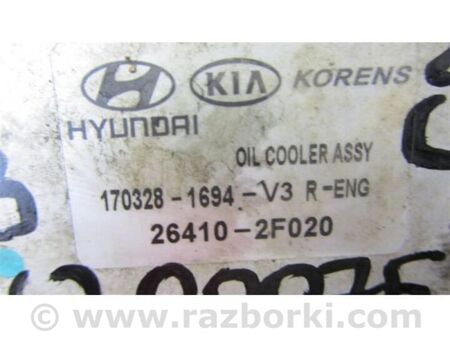 HYUNDAI KIA KORENS
OIL COOLER ASSY
170328-1694-V3 R-ENG
26410-2F020
www.razborki.com